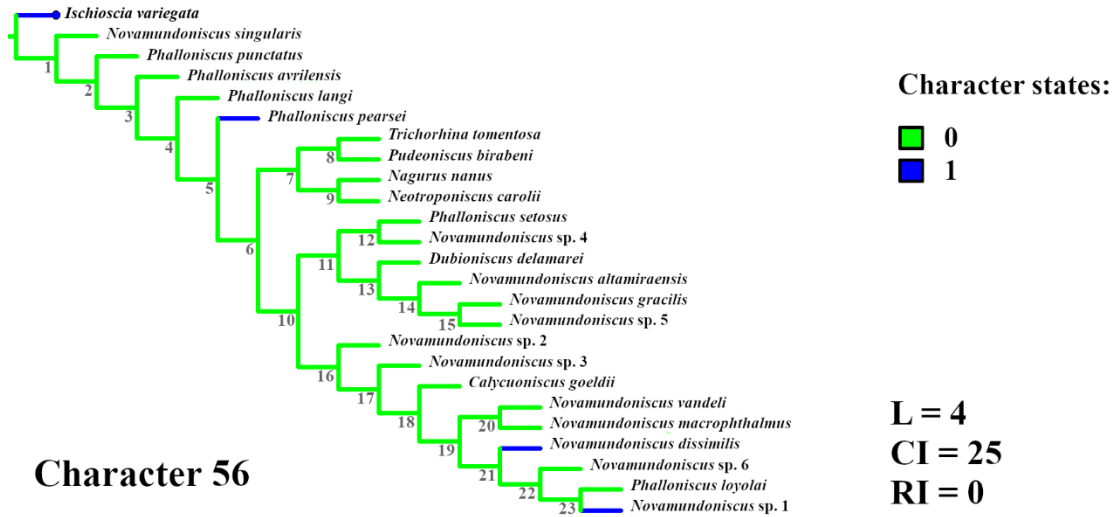 Ischioscia variegata
Novamundoniscus singularis
1
Phalloniscus punctatus
2
Phalloniscus avrilensis
3
Phalloniscus langi
4
Phalloniscus pearsei
5
Trichorhina tomentosa
8
Pudeoniscus birabeni
7
Nagurus nanus
9
Neotroponiscus carolii
6
Phalloniscus setosus
12
Novamundoniscus sp. 4
11
Dubioniscus delamarei
13
Novamundoniscus altamiraensis
14
Novamundoniscus gracilis
15
Novamundoniscus sp. 5
10
Novamundoniscus sp. 2
16
Novamundoniscus sp. 3
17
Calycuoniscus goeldii
18
Novamundoniscus vandeli
20
Novamundoniscus macrophthalmus
19
Novamundoniscus dissimilis
21
Novamundoniscus sp. 6
22
Phalloniscus loyolai
23
Novamundoniscus sp. 1
Character states:
0
1
Character 56
L = 4
CI = 25
RI = 0